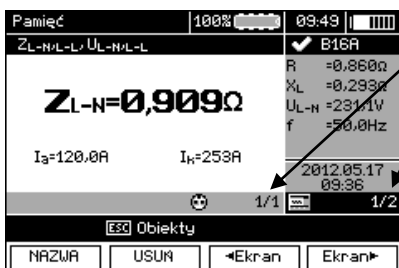 Pamięć 100% 09:49
ZL-N,L-L, UL-N,L-L B16A
R =0,860Ω
XL =0,293Ω
ZL-N=0,909Ω
UL-N =231,1V
f =50,0Hz
Ia=120,0A Ik=253A
2012.05.17
09:36
1/1 1/2
ESC Obiekty
NAZWA USUŃ ◄Ekran Ekran►